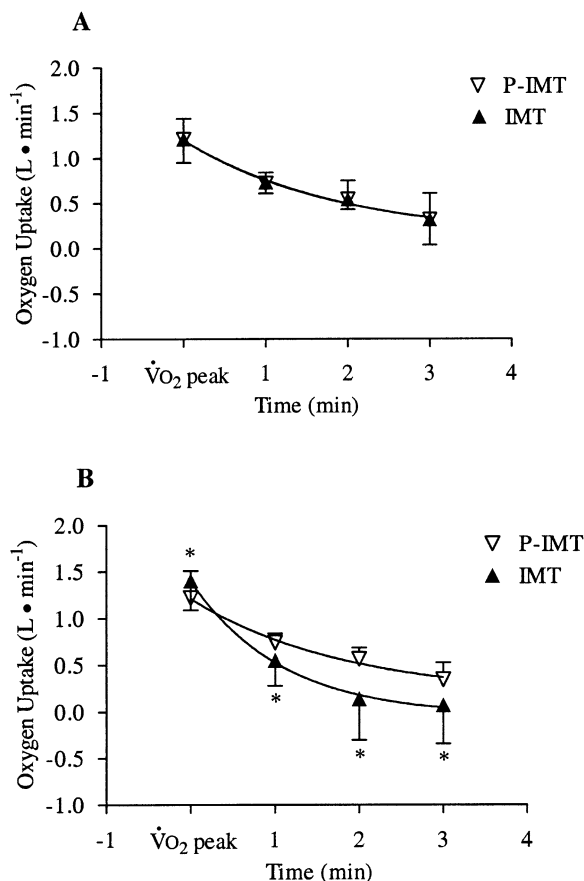 A
2.0
1.5
1.0
0.5
0.0
-0.5
-1.0
Oxygen Uptake (L • min⁻¹)
▽ P-IMT
▲ IMT
-1 V̇O₂ peak 1 2 3 4
Time (min)
B
2.0
1.5
1.0
0.5
0.0
-0.5
-1.0
Oxygen Uptake (L • min⁻¹)
▽ P-IMT
▲ IMT
*
*
* *
-1 V̇O₂ peak 1 2 3 4
Time (min)